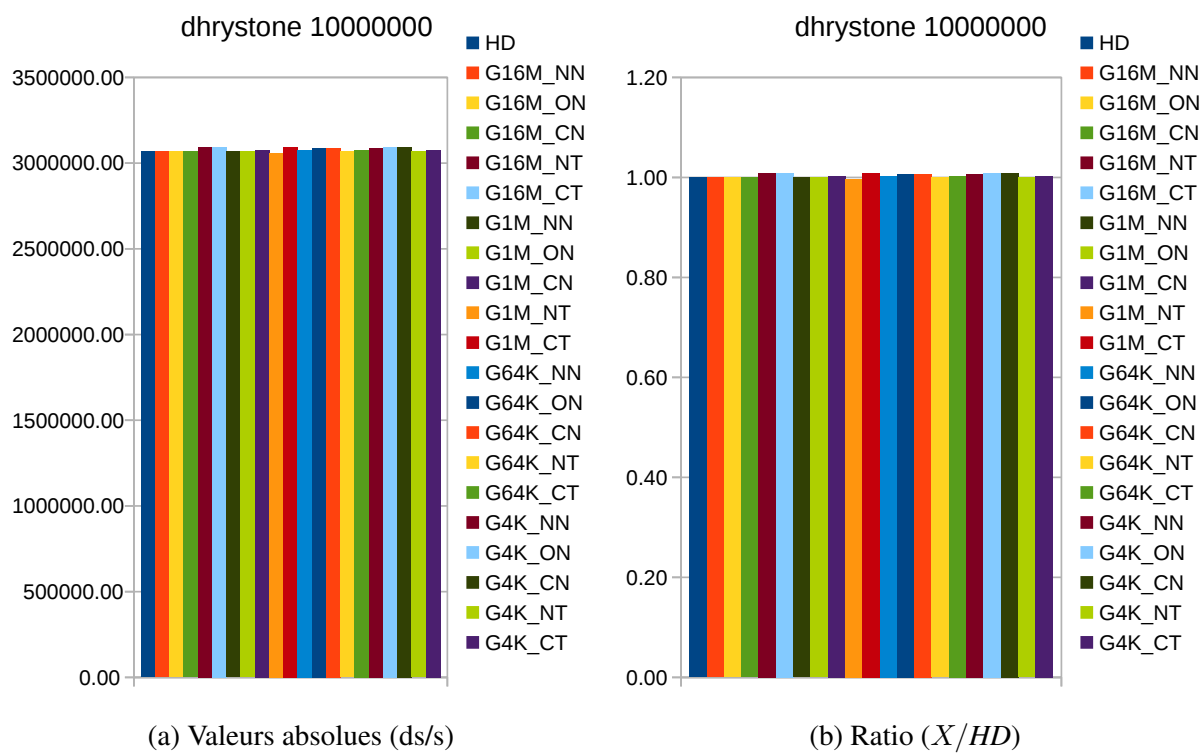 dhrystone 10000000
3500000.00
3000000.00
2500000.00
2000000.00
1500000.00
1000000.00
500000.00
0.00
HD
G16M_NN
G16M_ON
G16M_CN
G16M_NT
G16M_CT
G1M_NN
G1M_ON
G1M_CN
G1M_NT
G1M_CT
G64K_NN
G64K_ON
G64K_CN
G64K_NT
G64K_CT
G4K_NN
G4K_ON
G4K_CN
G4K_NT
G4K_CT
(a) Valeurs absolues (ds/s)
dhrystone 10000000
1.20
1.00
0.80
0.60
0.40
0.20
0.00
HD
G16M_NN
G16M_ON
G16M_CN
G16M_NT
G16M_CT
G1M_NN
G1M_ON
G1M_CN
G1M_NT
G1M_CT
G64K_NN
G64K_ON
G64K_CN
G64K_NT
G64K_CT
G4K_NN
G4K_ON
G4K_CN
G4K_NT
G4K_CT
(b) Ratio (X/HD)